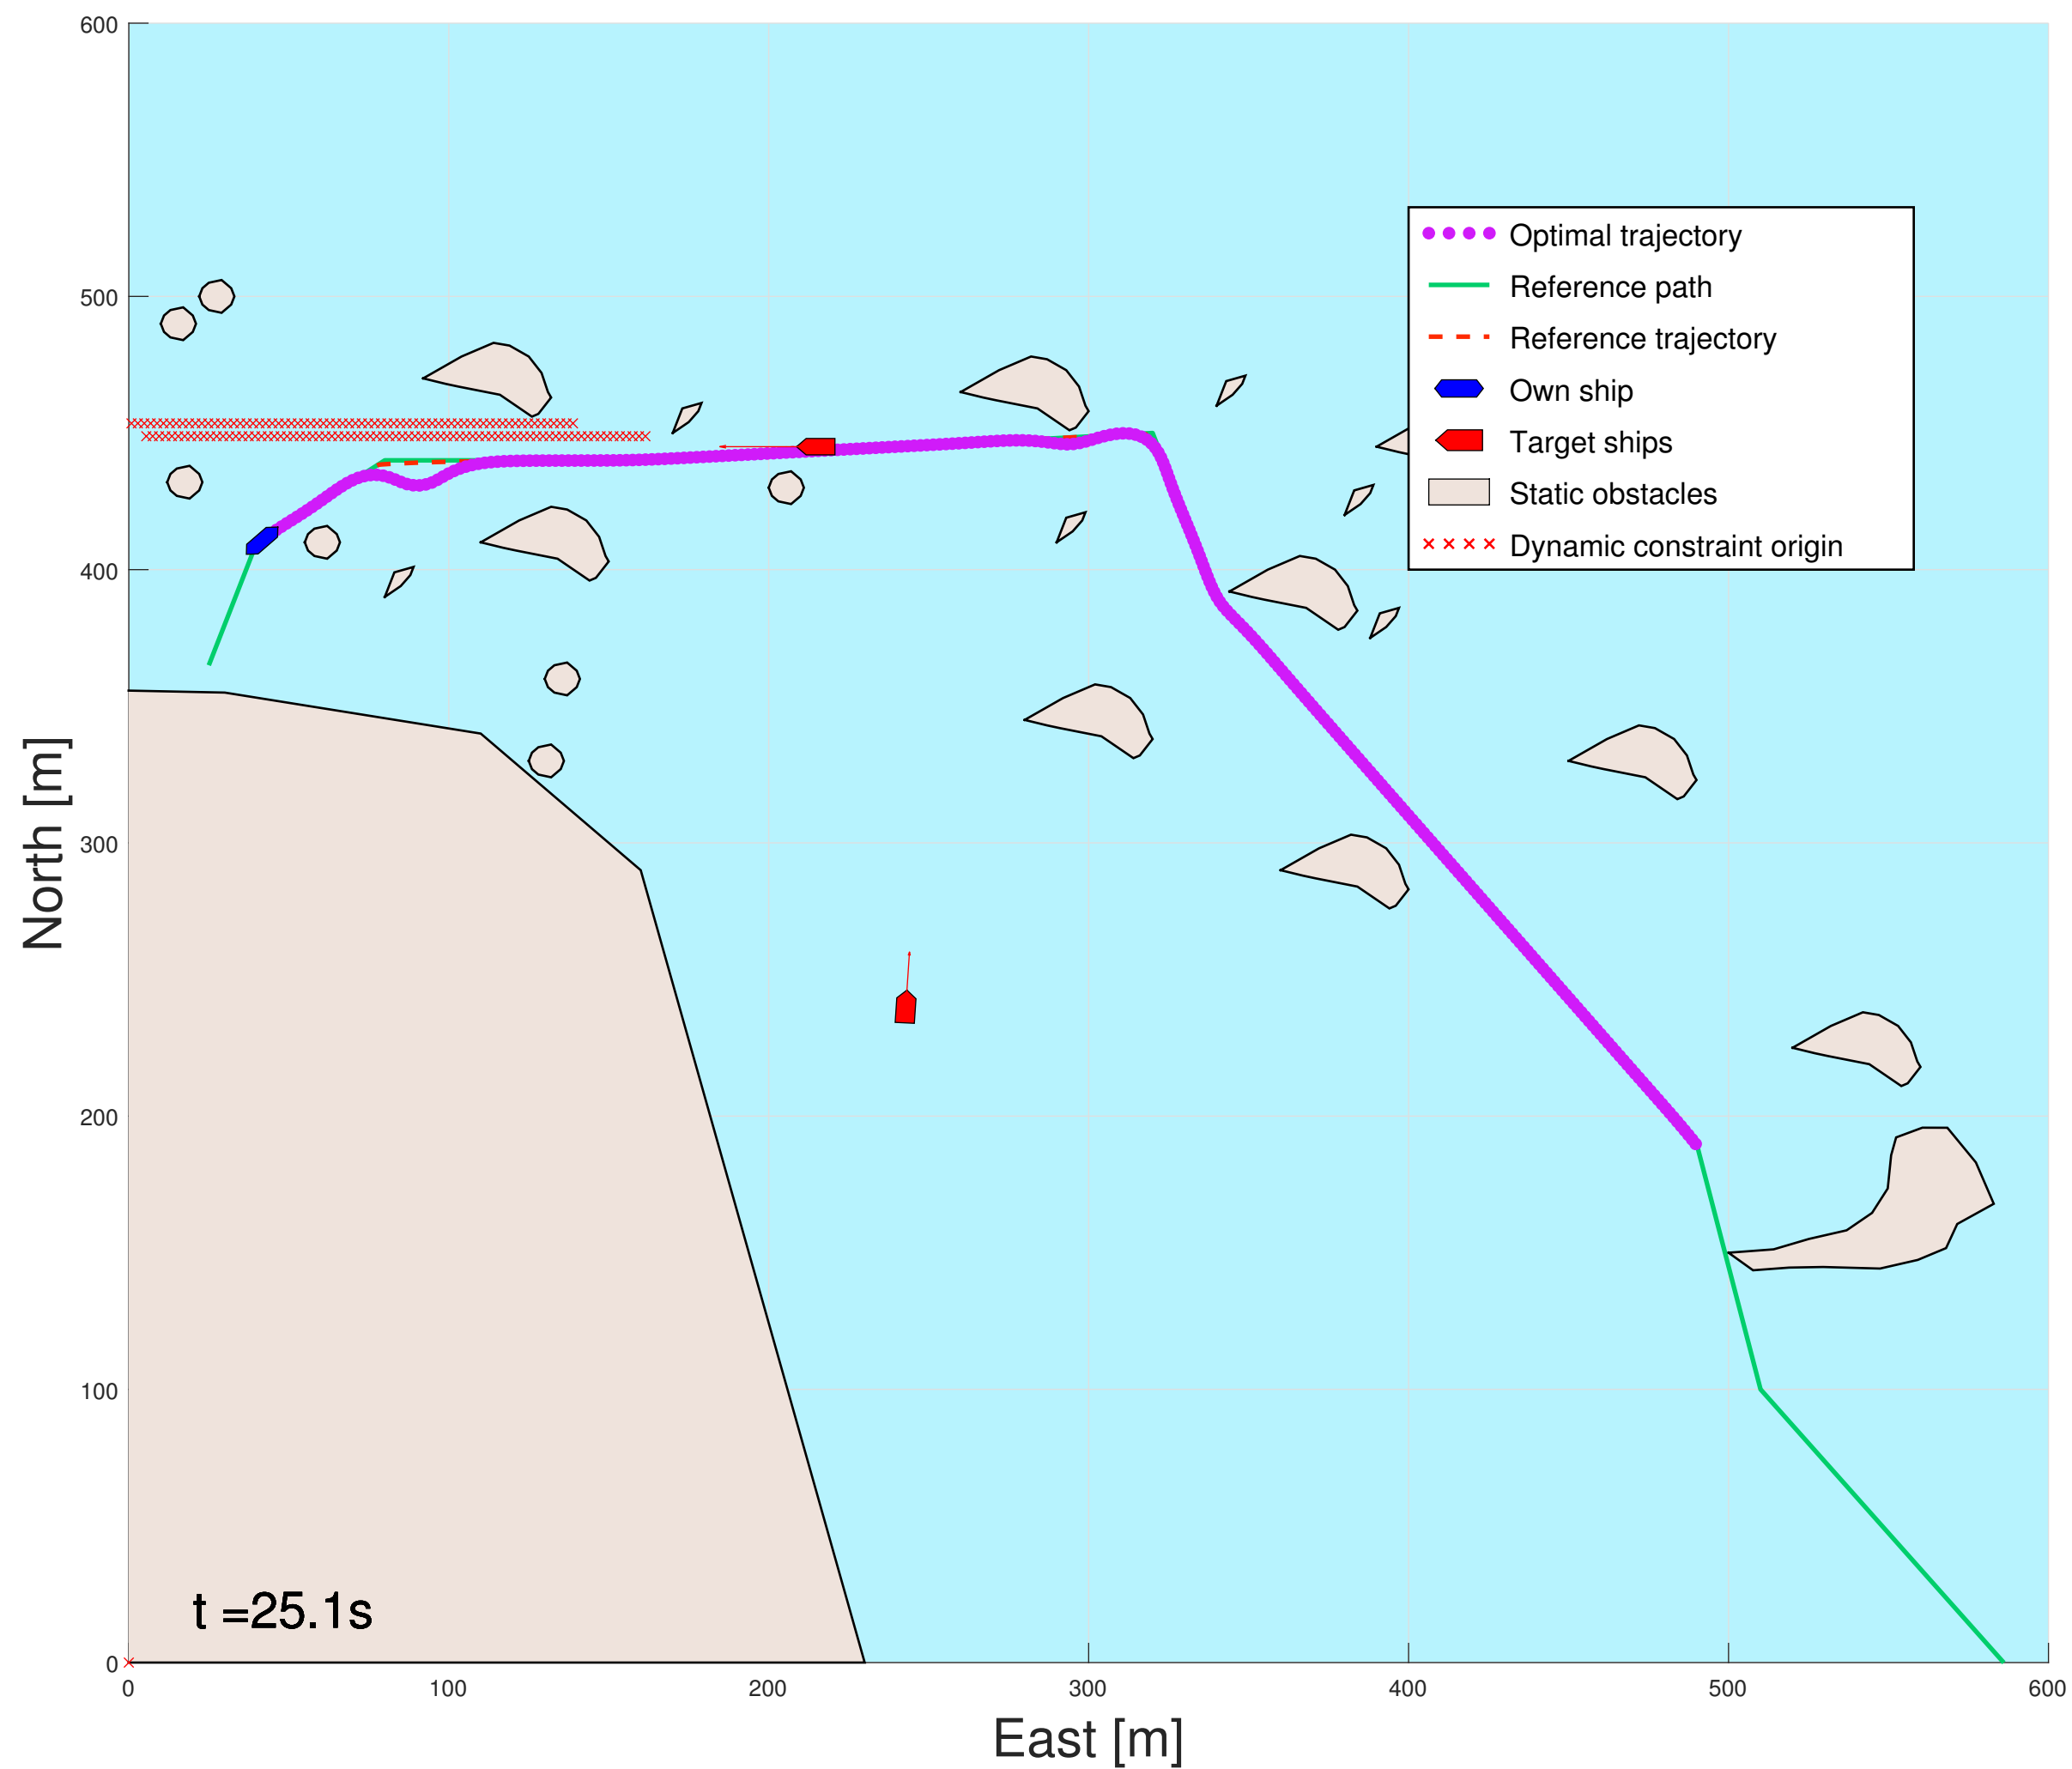 600
500
400
300
200
100
0
North [m]
Optimal trajectory
Reference path
Reference trajectory
Own ship
Target ships
Static obstacles
Dynamic constraint origin
t =25.1s
0 100 200 300 400 500 600
East [m]